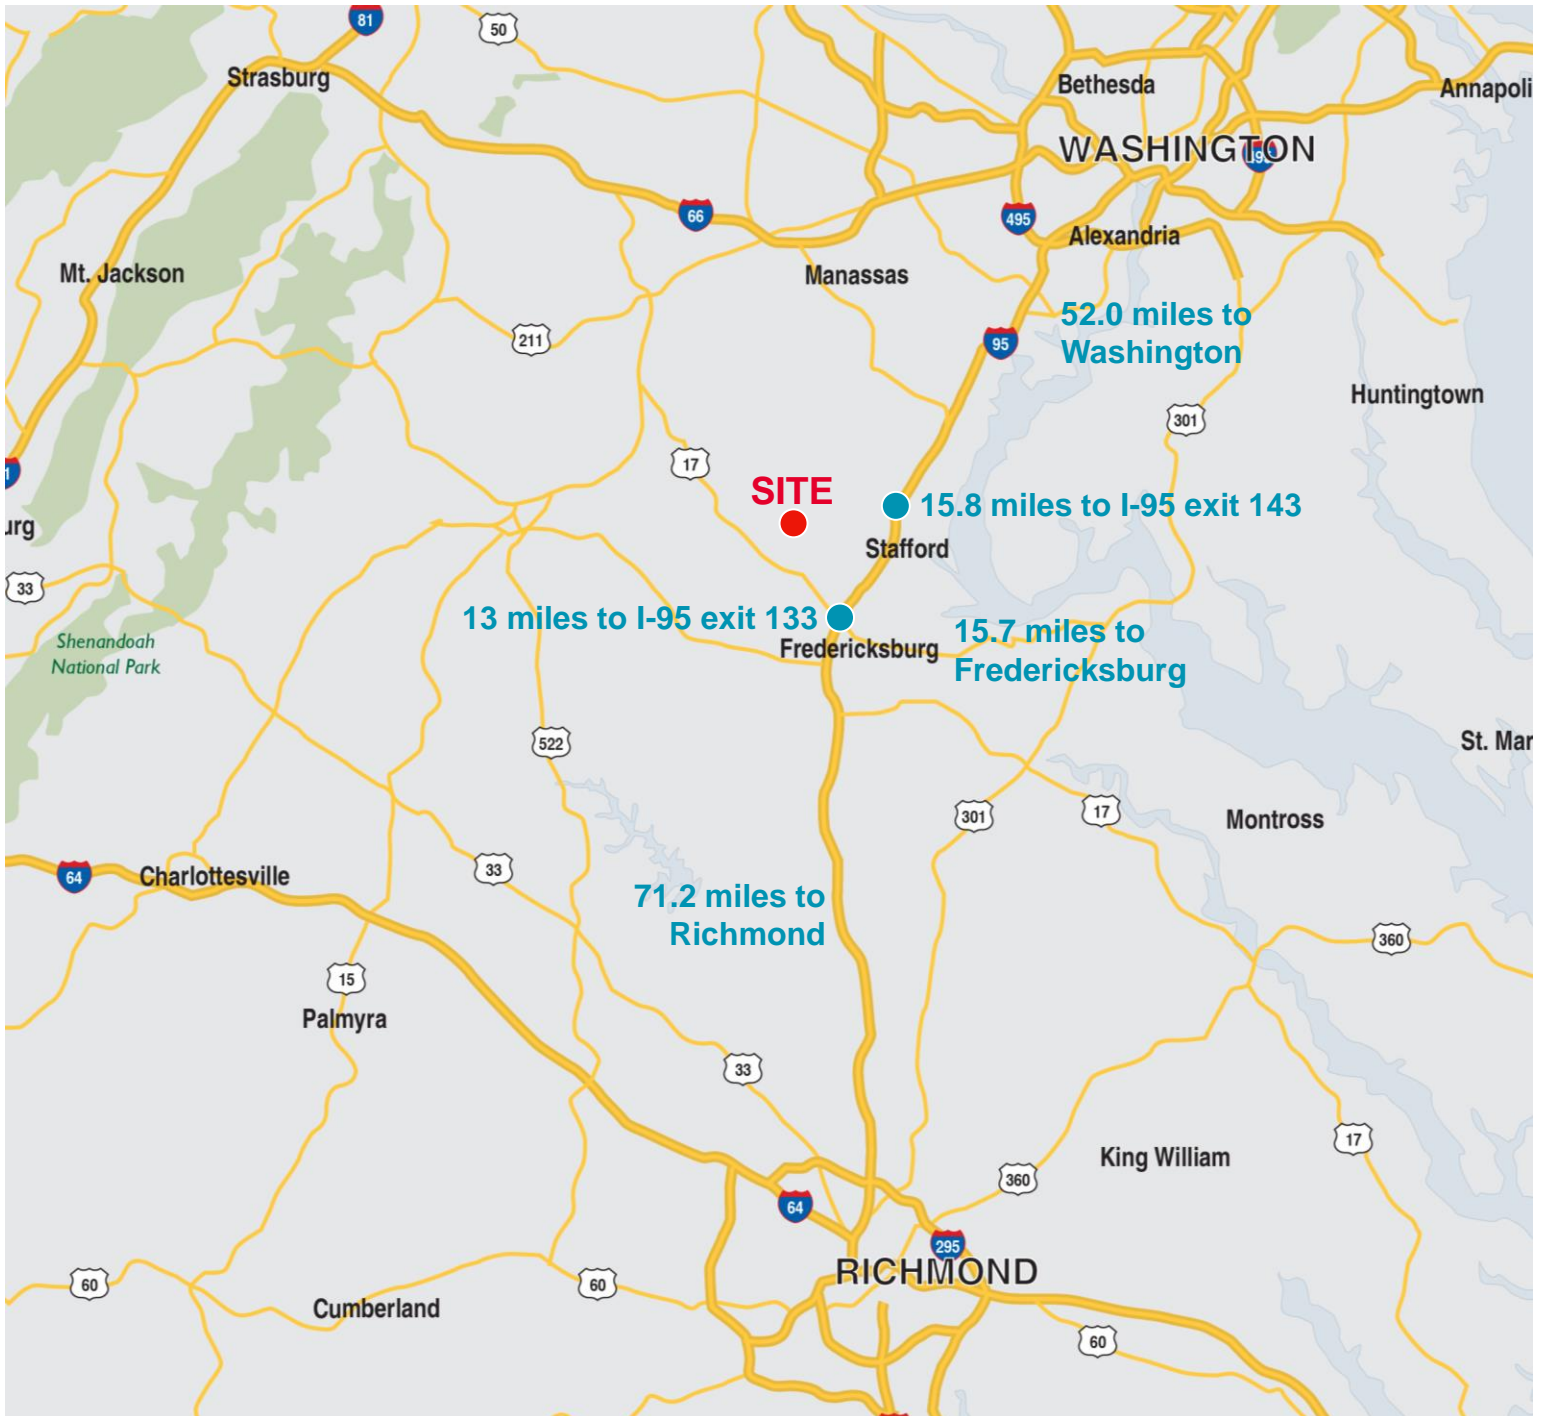 81
50
Strasburg
Bethesda
Annapoli
WASHINGTON
66
495
Alexandria
Mt. Jackson
Manassas
52.0 miles to
Washington
211
95
Huntingtown
301
17
SITE
15.8 miles to I-95 exit 143
1
urg
Stafford
33
13 miles to I-95 exit 133
Shenandoah
National Park
Fredericksburg
15.7 miles to
Fredericksburg
522
St. Mar
301
17
Montross
64
Charlottesville
33
71.2 miles to
Richmond
360
15
Palmyra
33
17
King William
360
64
295
RICHMOND
60
60
Cumberland
60